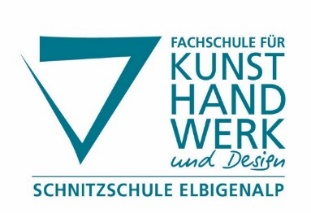 FACHSCHULE FÜR
KUNST
HAND
WERK
und Design
SCHNITZSCHULE ELBIGENALP